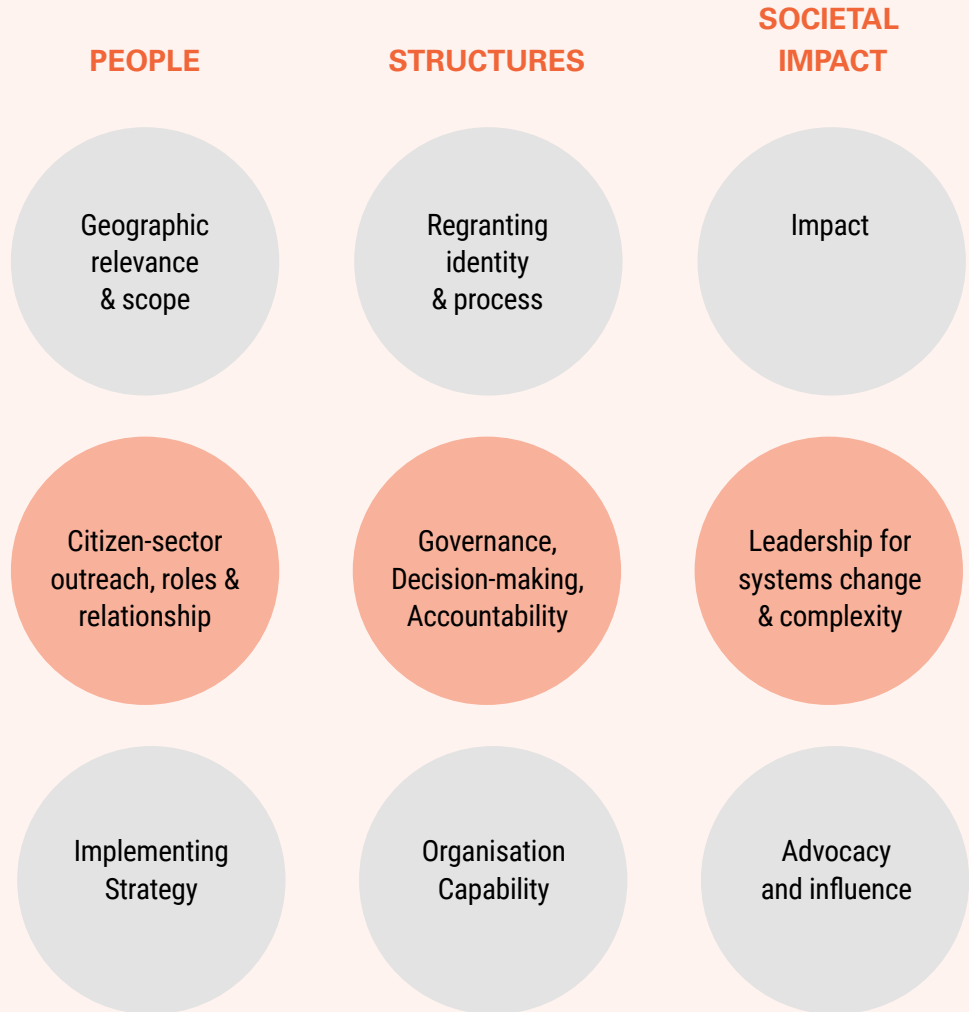 PEOPLE
STRUCTURES
SOCIETAL
IMPACT
Geographic
relevance
& scope
Regranting
identity
& process
Impact
Citizen-sector
outreach, roles &
relationship
Governance,
Decision-making,
Accountability
Leadership for
systems change
& complexity
Implementing
Strategy
Organisation
Capability
Advocacy
and influence